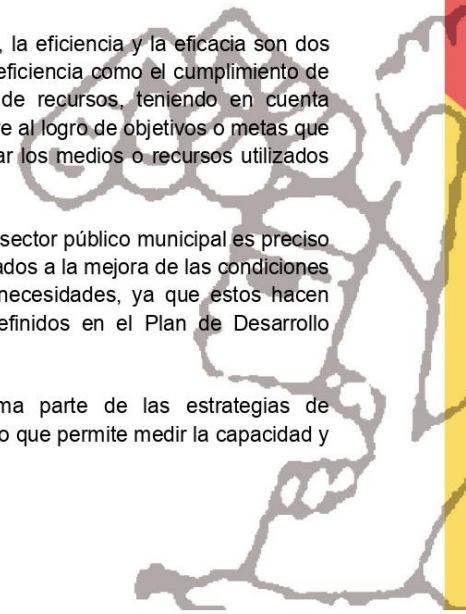 , la eficiencia y la eficacia son dos
eficiencia como el cumplimiento de
de recursos, teniendo en cuenta
al logro de objetivos o metas que
ar los medios o recursos utilizados
sector público municipal es preciso
ados a la mejora de las condiciones
necesidades, ya que estos hacen
efinidos en el Plan de Desarrollo
ma parte de las estrategias de
o que permite medir la capacidad y